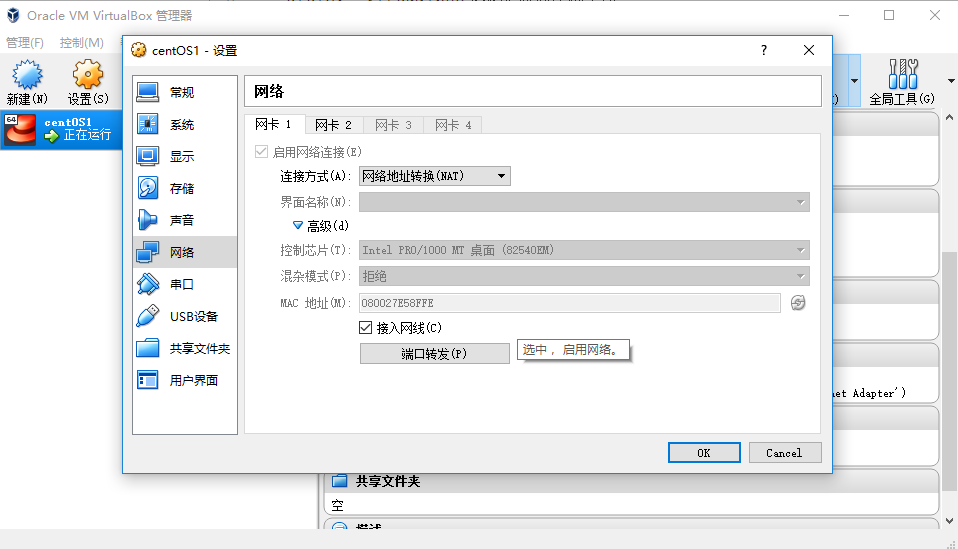 Oracle VM VirtualBox 管理器
管理(F) 控制(M)
新建(N) 设置(S) 全局工具(G)
64 centOS1
正在运行
centOS1 - 设置
常规
系统
显示
存储
声音
网络
串口
USB设备
共享文件夹
用户界面
网络
网卡 1 网卡 2 网卡 3 网卡 4
启用网络连接(E)
连接方式(A): 网络地址转换(NAT)
界面名称(N):
高级(d)
控制芯片(T): Intel PRO/1000 MT 桌面 (82540EM)
混杂模式(P): 拒绝
MAC 地址(M): 080027E58FFE
接入网线(C)
端口转发(P)
选中，启用网络。
OK Cancel
Adapter')
共享文件夹
空